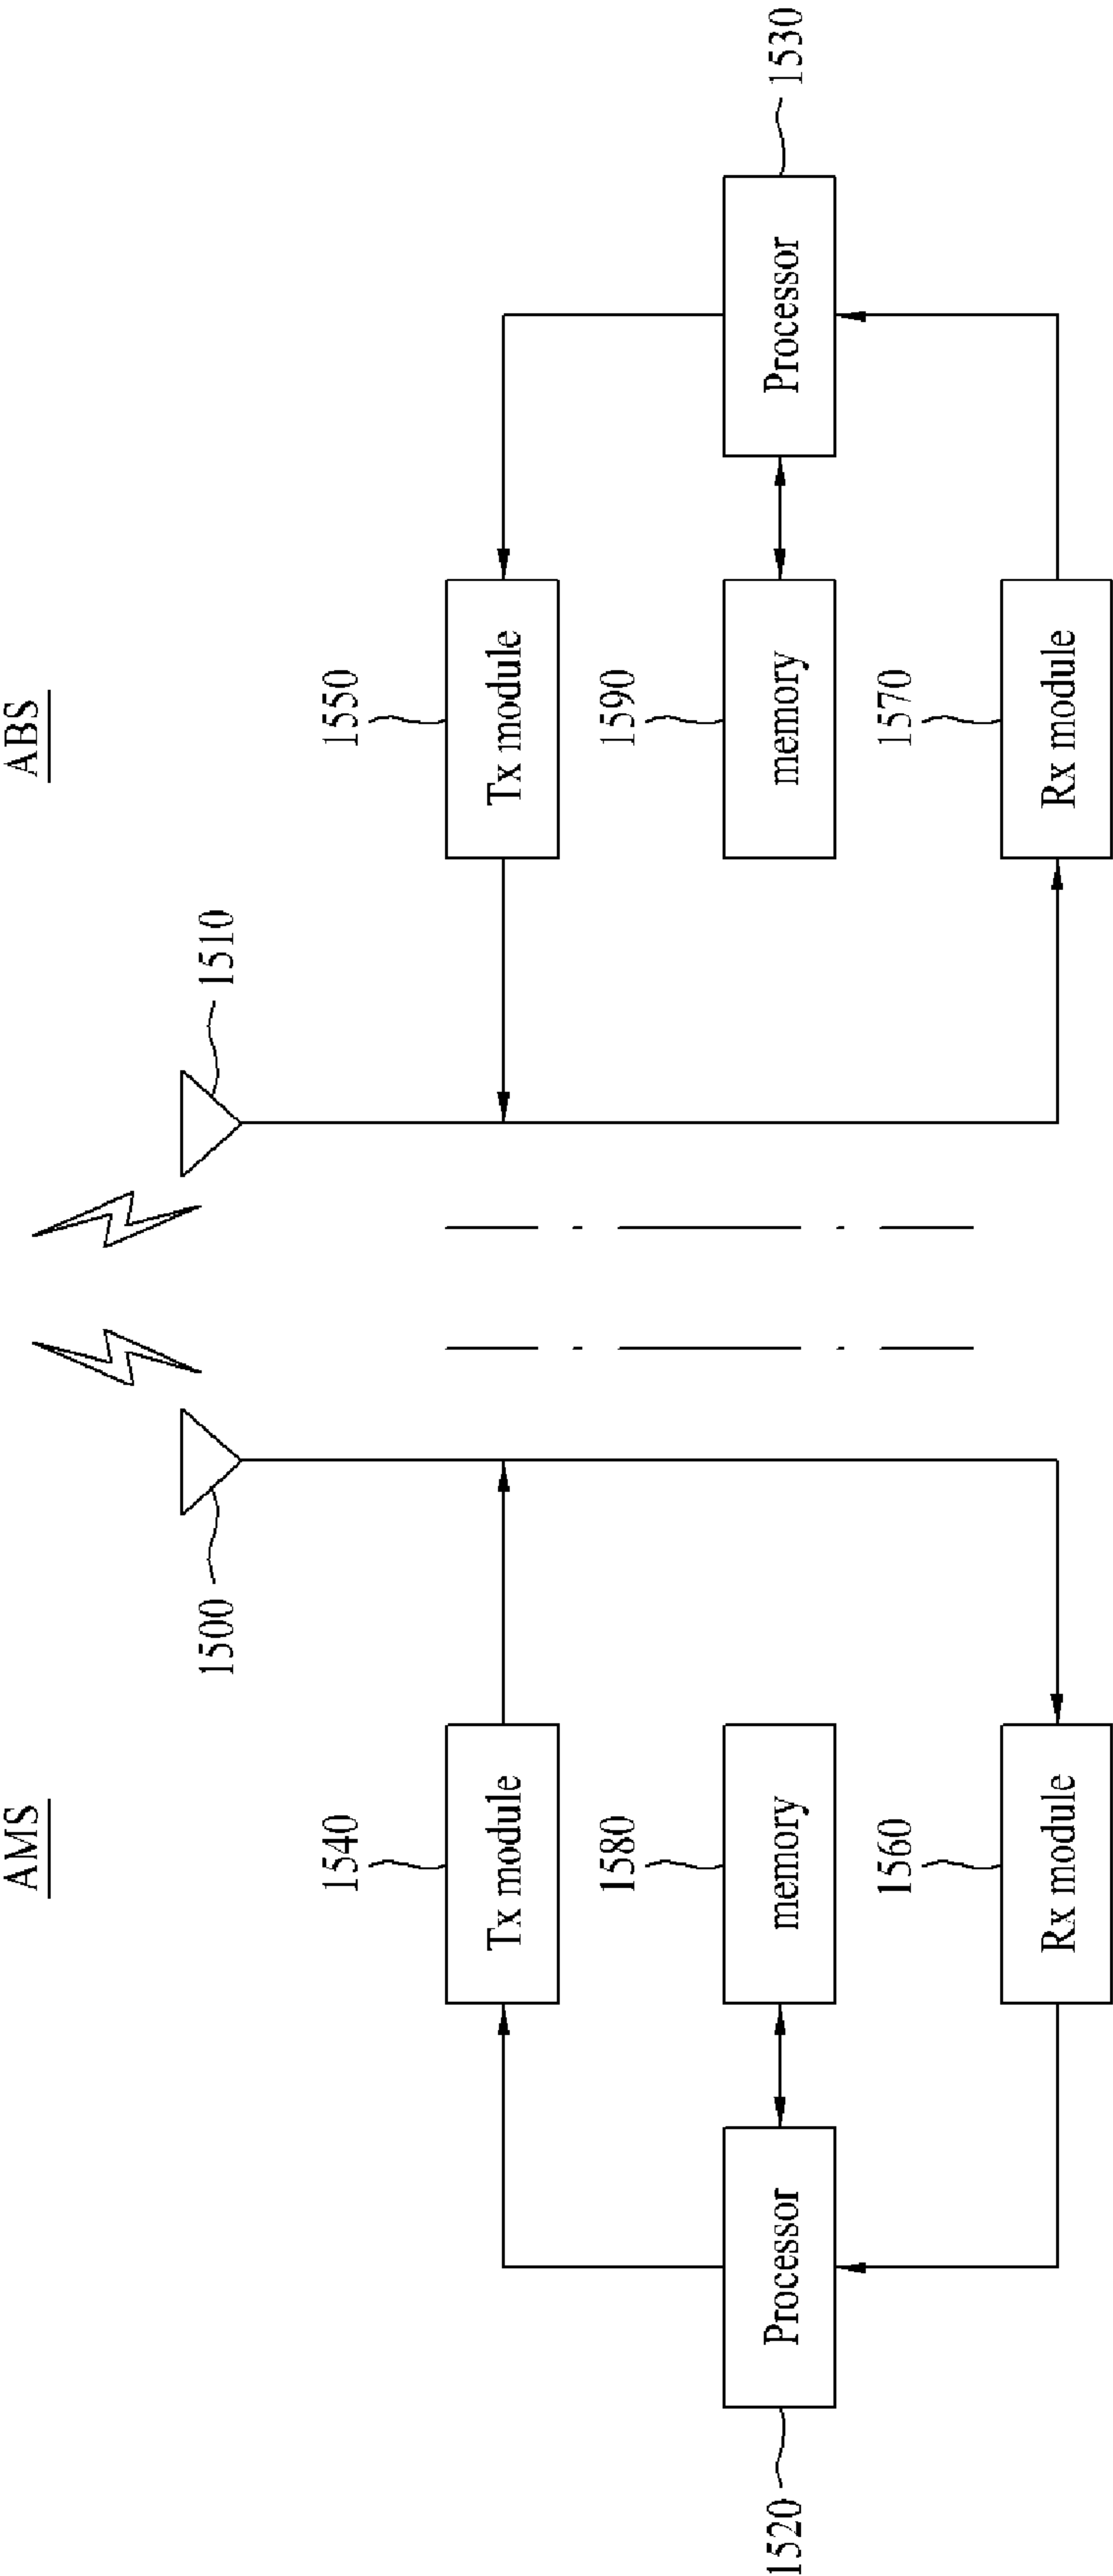 AMS
ABS
1500
1510
1540
Tx module
1550
Tx module
1520
Processor
1580
memory
1590
memory
Processor
1530
1560
Rx module
1570
Rx module